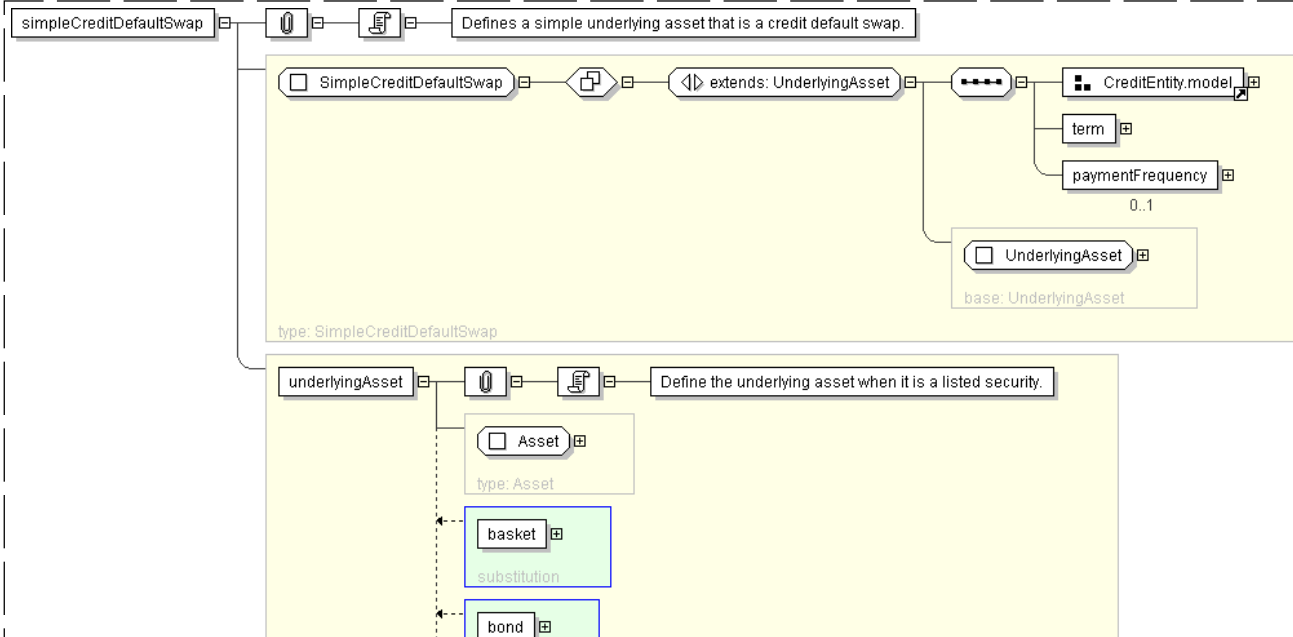 simpleCreditDefaultSwap
Defines a simple underlying asset that is a credit default swap.
SimpleCreditDefaultSwap
extends: UnderlyingAsset
CreditEntity.model
term
paymentFrequency
0..1
UnderlyingAsset
base: UnderlyingAsset
type: SimpleCreditDefaultSwap
underlyingAsset
Define the underlying asset when it is a listed security.
Asset
type: Asset
basket
substitution
bond